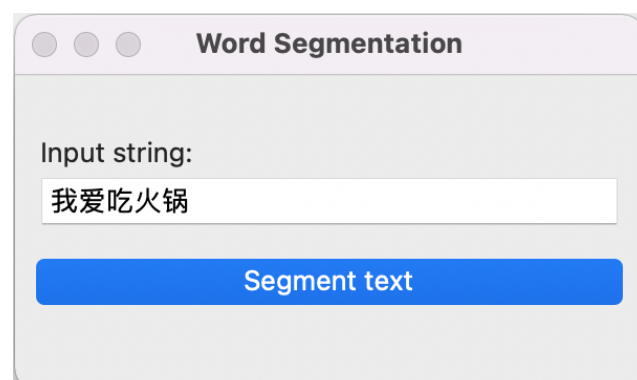 Word Segmentation
Input string:
我爱吃火锅
Segment text